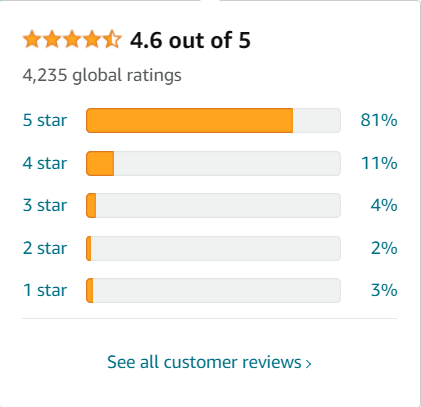 4.6 out of 5
4,235 global ratings
5 star 81%
4 star 11%
3 star 4%
2 star 2%
1 star 3%
See all customer reviews ›